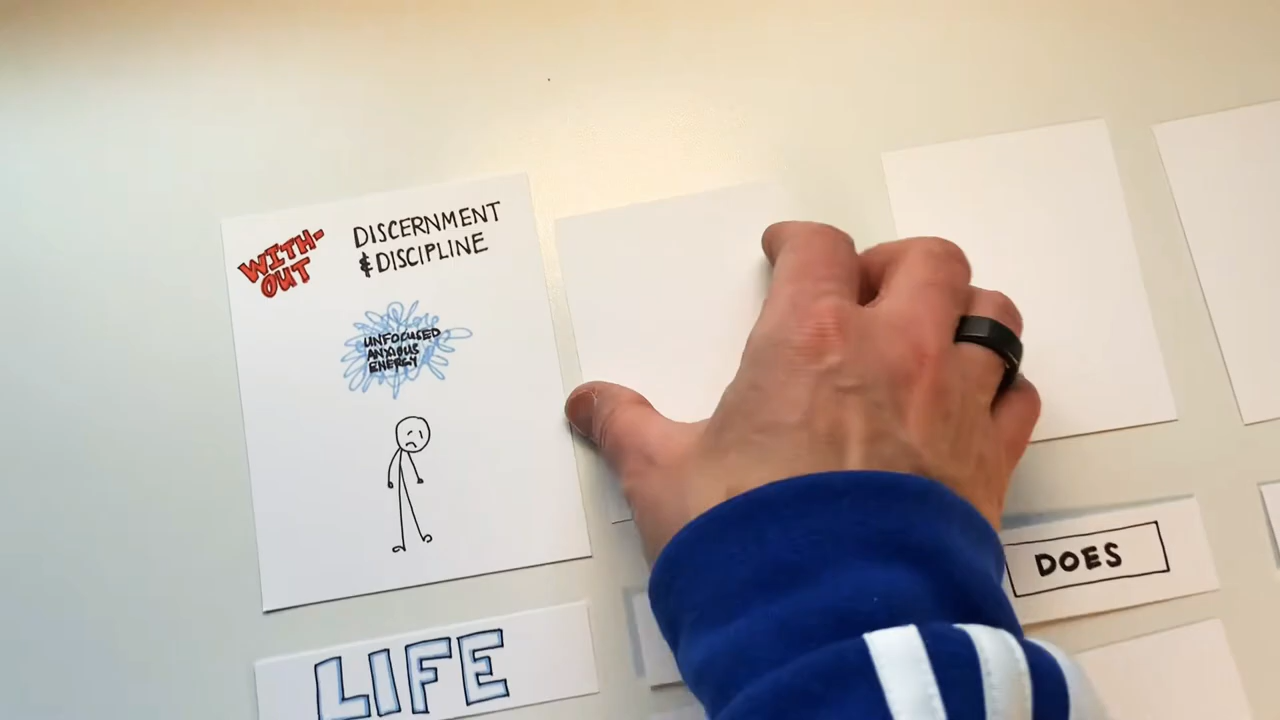 WITH-
OUT
DISCERNMENT
& DISCIPLINE
UNFOCUSED
ANXIOUS
ENERGY
DOES
LIFE